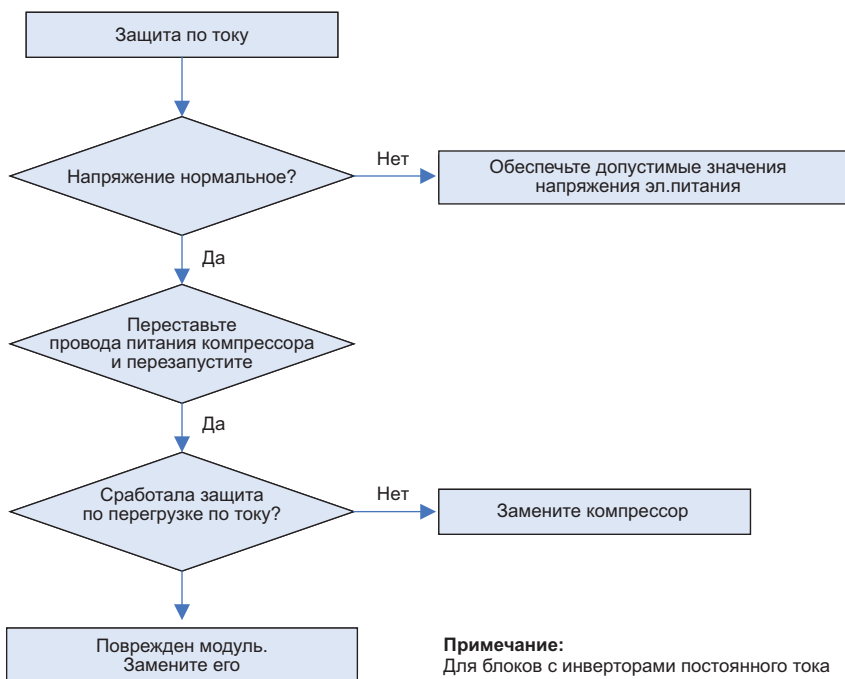 Защита по току
Напряжение нормальное?
Нет
Обеспечьте допустимые значения
напряжения эл.питания
Да
Переставьте
провода питания компрессора
и перезапустите
Да
Сработала защита
по перегрузке по току?
Нет
Замените компрессор
Поврежден модуль.
Замените его
Примечание:
Для блоков с инверторами постоянного тока